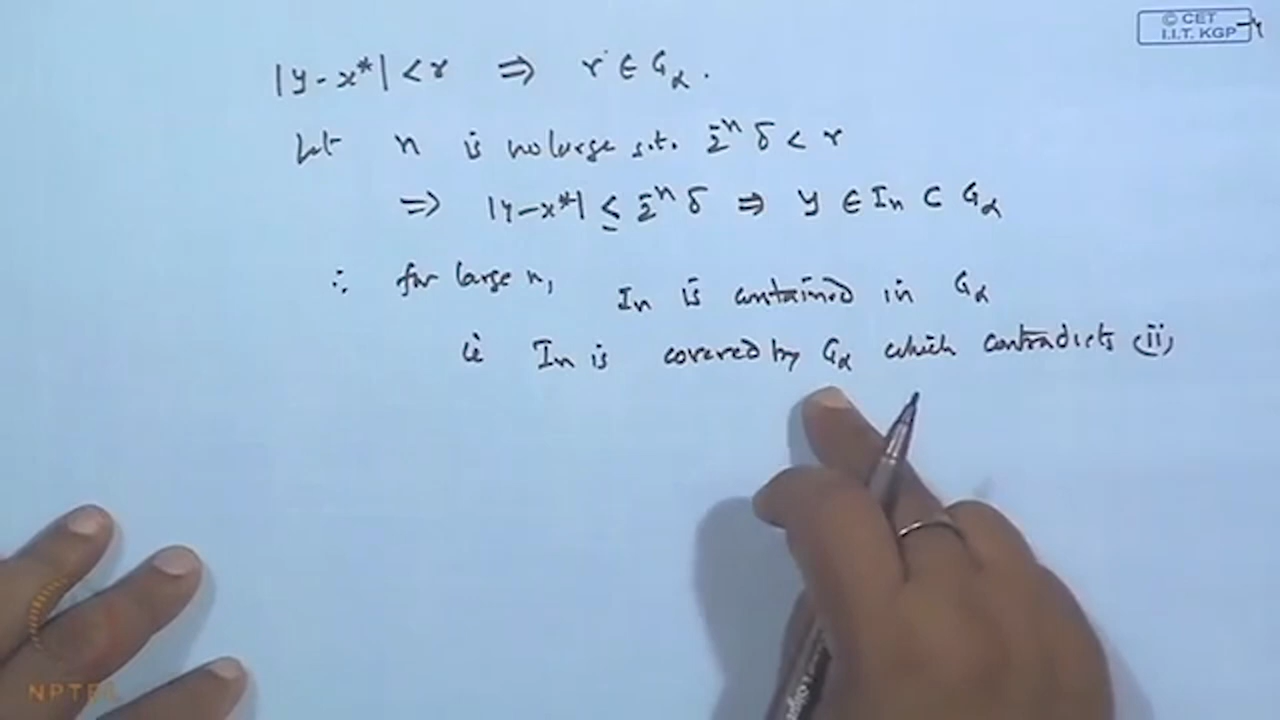 © CET
I.I.T. KGP
|y - x*| < r ⇒ r ∈ Gα.
Let n is so large s.t. 2⁻ⁿ δ < r
⇒ |y - x*| ≤ 2⁻ⁿ δ ⇒ y ∈ In ⊂ Gα
∴ for large n, In is contained in Gα
ie In is covered by Gα which contradicts (ii)
NPTEL